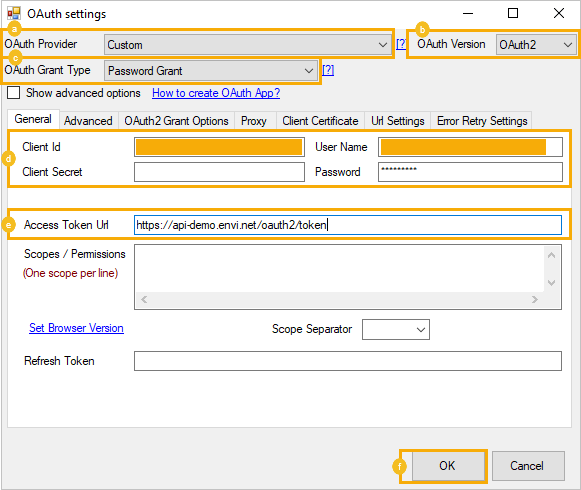 OAuth settings
a
b
OAuth Provider Custom [? OAuth Version OAuth2
c
OAuth Grant Type Password Grant [?]
Show advanced options How to create OAuth App?
General Advanced OAuth2 Grant Options Proxy Client Certificate Url Settings Error Retry Settings
Client Id User Name
d
Client Secret Password *********
e Access Token Url https://api-demo.envi.net/oauth2/token
Scopes / Permissions
(One scope per line)
Set Browser Version Scope Separator
Refresh Token
f OK Cancel